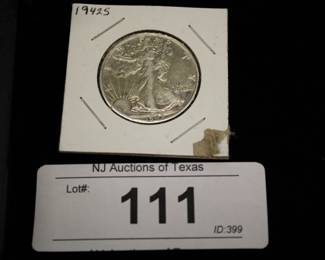 1942S
NJ Auctions of Texas
Lot#:
111
ID:399